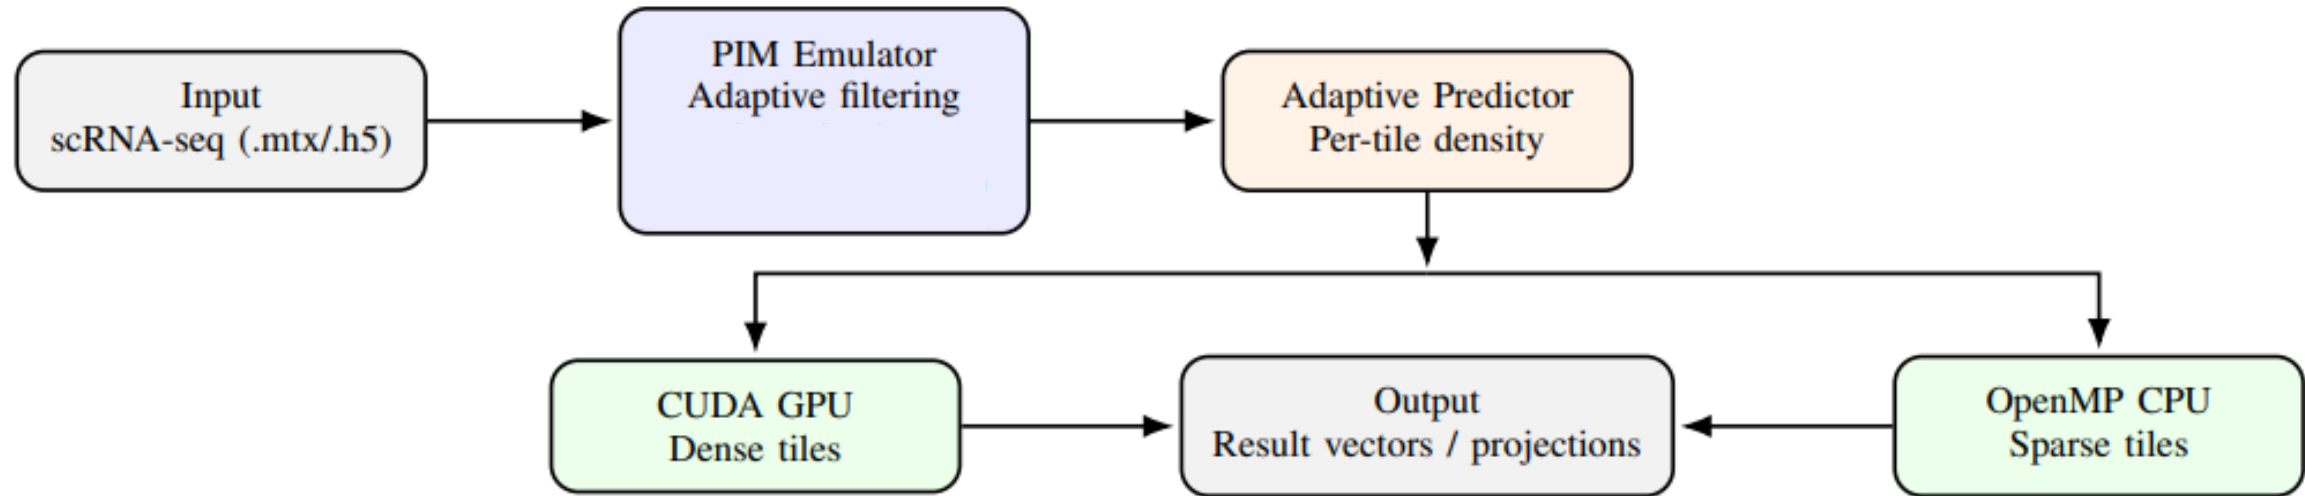 Input
scRNA-seq (.mtx/.h5)
PIM Emulator
Adaptive filtering
Adaptive Predictor
Per-tile density
CUDA GPU
Dense tiles
Output
Result vectors / projections
OpenMP CPU
Sparse tiles